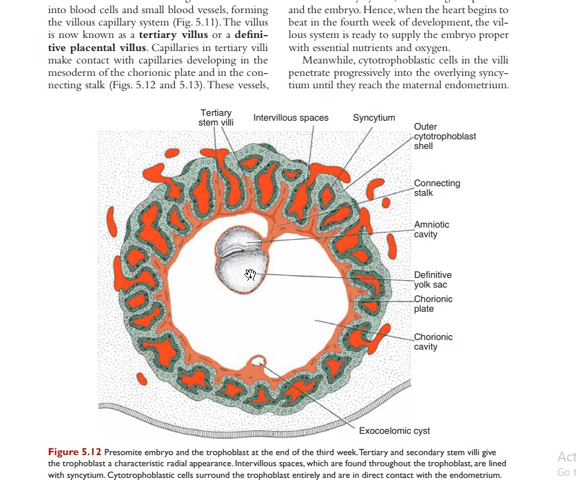 into blood cells and small blood vessels, forming
the villous capillary system (Fig. 5.11). The villus
is now known as a tertiary villus or a defini-
tive placental villus. Capillaries in tertiary villi
make contact with capillaries developing in the
mesoderm of the chorionic plate and in the con-
necting stalk (Figs. 5.12 and 5.13). These vessels,
and the embryo. Hence, when the heart begins to
beat in the fourth week of development, the vil-
lous system is ready to supply the embryo proper
with essential nutrients and oxygen.
Meanwhile, cytotrophoblastic cells in the villi
penetrate progressively into the overlying syncy-
tium until they reach the maternal endometrium.
Tertiary
stem villi
Intervillous spaces
Syncytium
Outer
cytotrophoblast
shell
Connecting
stalk
Amniotic
cavity
Definitive
yolk sac
Chorionic
plate
Chorionic
cavity
Exocoelomic cyst
Figure 5.12 Presomite embryo and the trophoblast at the end of the third week. Tertiary and secondary stem villi give
the trophoblast a characteristic radial appearance. Intervillous spaces, which are found throughout the trophoblast, are lined
with syncytium. Cytotrophoblastic cells surround the trophoblast entirely and are in direct contact with the endometrium.